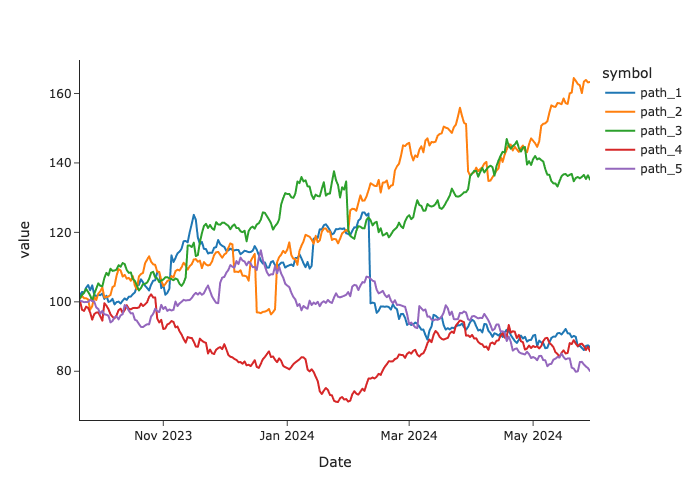 symbol
path_1
path_2
path_3
path_4
path_5
value
160
140
120
100
80
Nov 2023
Jan 2024
Mar 2024
May 2024
Date